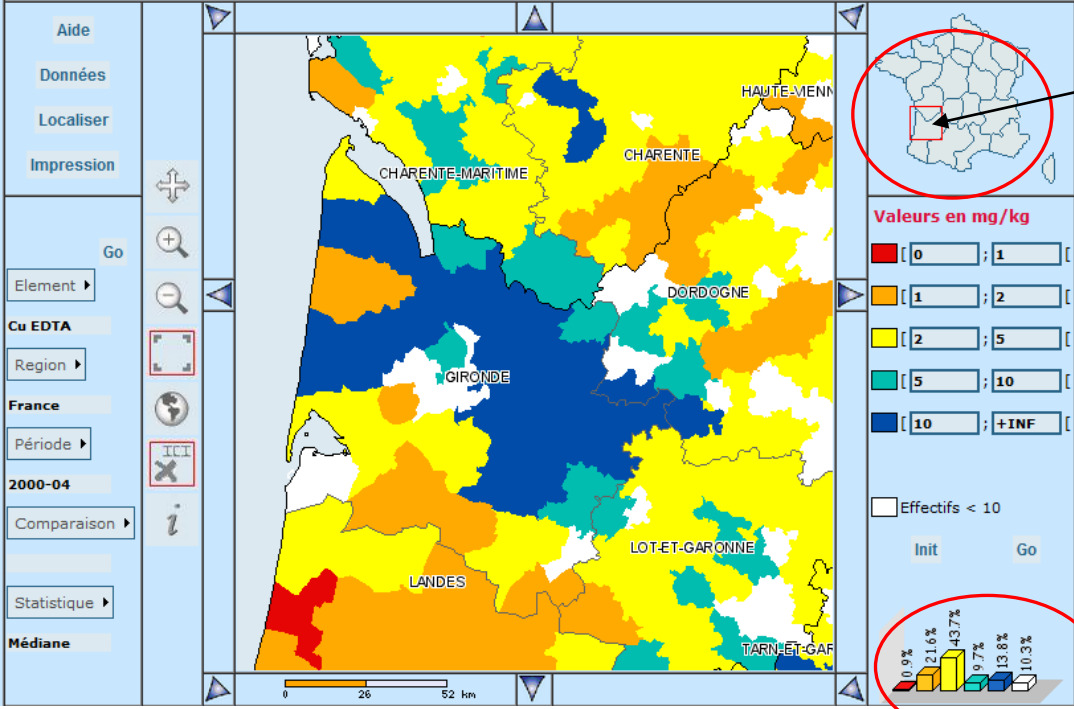 Aide
Données
Localiser
Impression
Go
Element
Cu EDTA
Region
France
Période
2000-04
Comparaison
Statistique
Médiane
ICI
i
HAUTE-VIENN
CHARENTE
CHARENTE-MARITIME
DORDOGNE
GIRONDE
LOT-ET-GARONNE
LANDES
TARN-ET-GAR
0 26 52 km
Valeurs en mg/kg
[ 0 ; 1 [
[ 1 ; 2 [
[ 2 ; 5 [
[ 5 ; 10 [
[ 10 ; +INF [
Effectifs < 10
Init Go
0.9% 21.6% 43.7% 9.7% 13.8% 10.3%